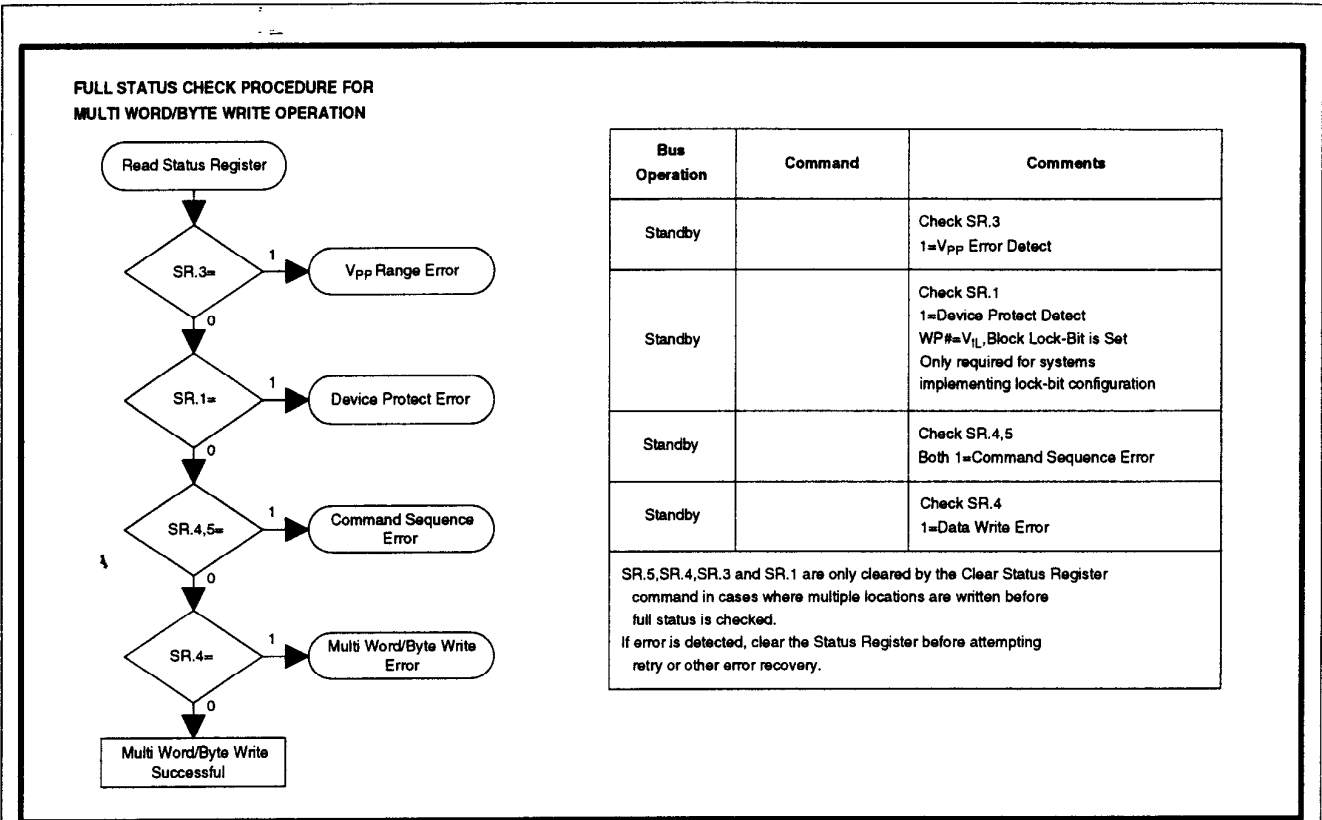 FULL STATUS CHECK PROCEDURE FOR
MULTI WORD/BYTE WRITE OPERATION
Read Status Register
SR.3=
1
VPP Range Error
0
SR.1=
1
Device Protect Error
0
SR.4,5=
1
Command Sequence
Error
0
SR.4=
1
Multi Word/Byte Write
Error
0
Multi Word/Byte Write
Successful
Bus
Operation
Command
Comments
Standby
Check SR.3
1=VPP Error Detect
Standby
Check SR.1
1=Device Protect Detect
WP#=VIL,Block Lock-Bit is Set
Only required for systems
implementing lock-bit configuration
Standby
Check SR.4,5
Both 1=Command Sequence Error
Standby
Check SR.4
1=Data Write Error
SR.5,SR.4,SR.3 and SR.1 are only cleared by the Clear Status Register
command in cases where multiple locations are written before
full status is checked.
If error is detected, clear the Status Register before attempting
retry or other error recovery.